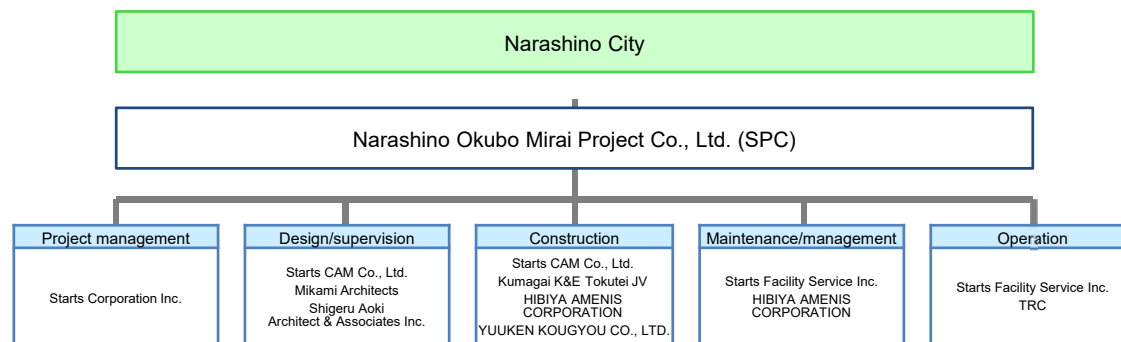 Narashino City
Narashino Okubo Mirai Project Co., Ltd. (SPC)
Project management
Starts Corporation Inc.
Design/supervision
Starts CAM Co., Ltd.
Mikami Architects
Shigeru Aoki
Architect & Associates Inc.
Construction
Starts CAM Co., Ltd.
Kumagai K&E Tokutei JV
HIBIYA AMENIS
CORPORATION
YUUKEN KOUGYOU CO., LTD.
Maintenance/management
Starts Facility Service Inc.
HIBIYA AMENIS
CORPORATION
Operation
Starts Facility Service Inc.
TRC